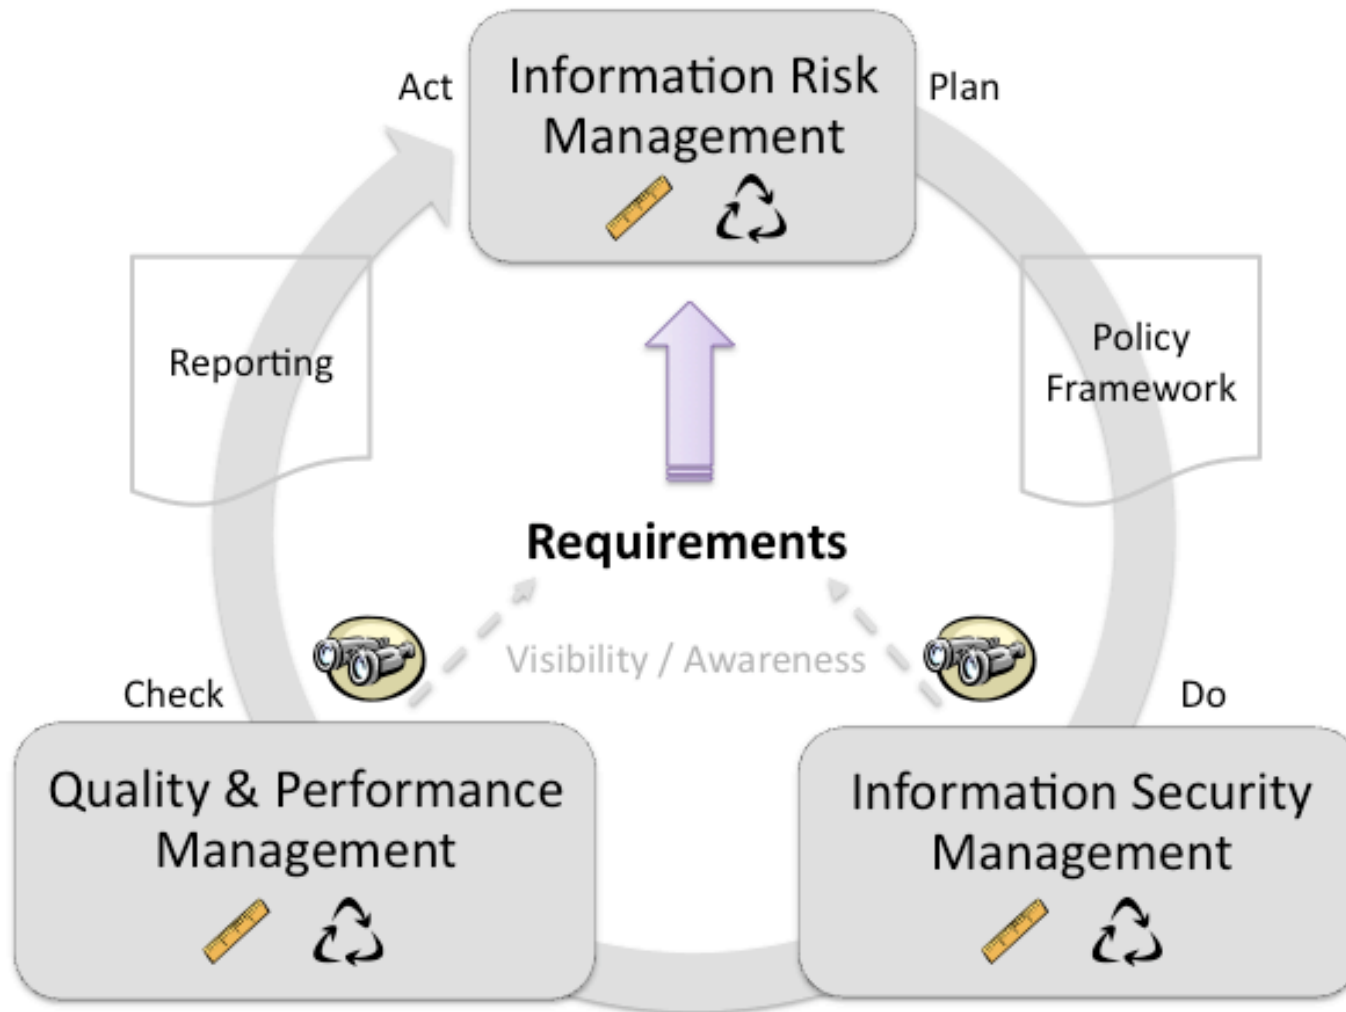 Act
Information Risk
Management
Plan
Reporting
Policy
Framework
Requirements
Visibility / Awareness
Check
Do
Quality & Performance
Management
Information Security
Management